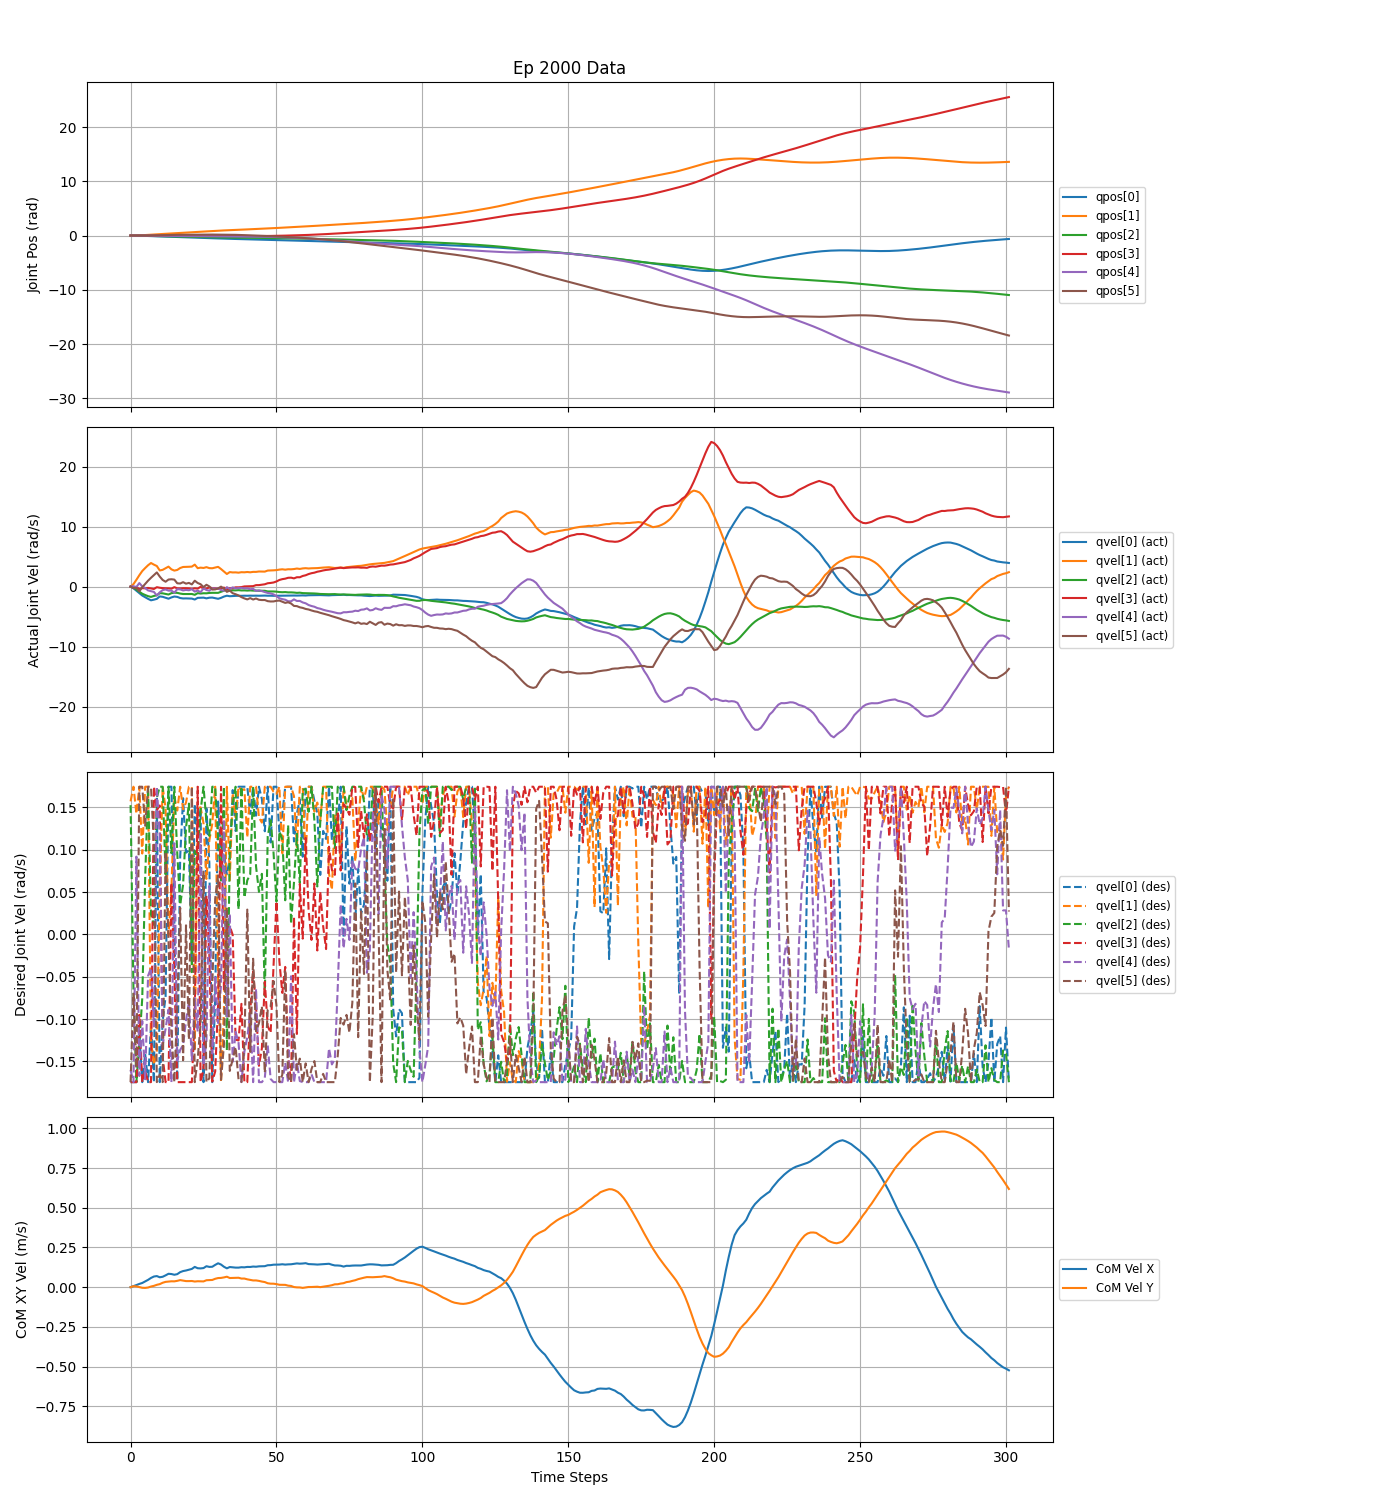 Ep 2000 Data
Joint Pos (rad)
20
10
0
−10
−20
−30
qpos[0]
qpos[1]
qpos[2]
qpos[3]
qpos[4]
qpos[5]
Actual Joint Vel (rad/s)
20
10
0
−10
−20
qvel[0] (act)
qvel[1] (act)
qvel[2] (act)
qvel[3] (act)
qvel[4] (act)
qvel[5] (act)
Desired Joint Vel (rad/s)
0.15
0.10
0.05
0.00
−0.05
−0.10
−0.15
qvel[0] (des)
qvel[1] (des)
qvel[2] (des)
qvel[3] (des)
qvel[4] (des)
qvel[5] (des)
CoM XY Vel (m/s)
1.00
0.75
0.50
0.25
0.00
−0.25
−0.50
−0.75
CoM Vel X
CoM Vel Y
0 50 100 150 200 250 300
Time Steps